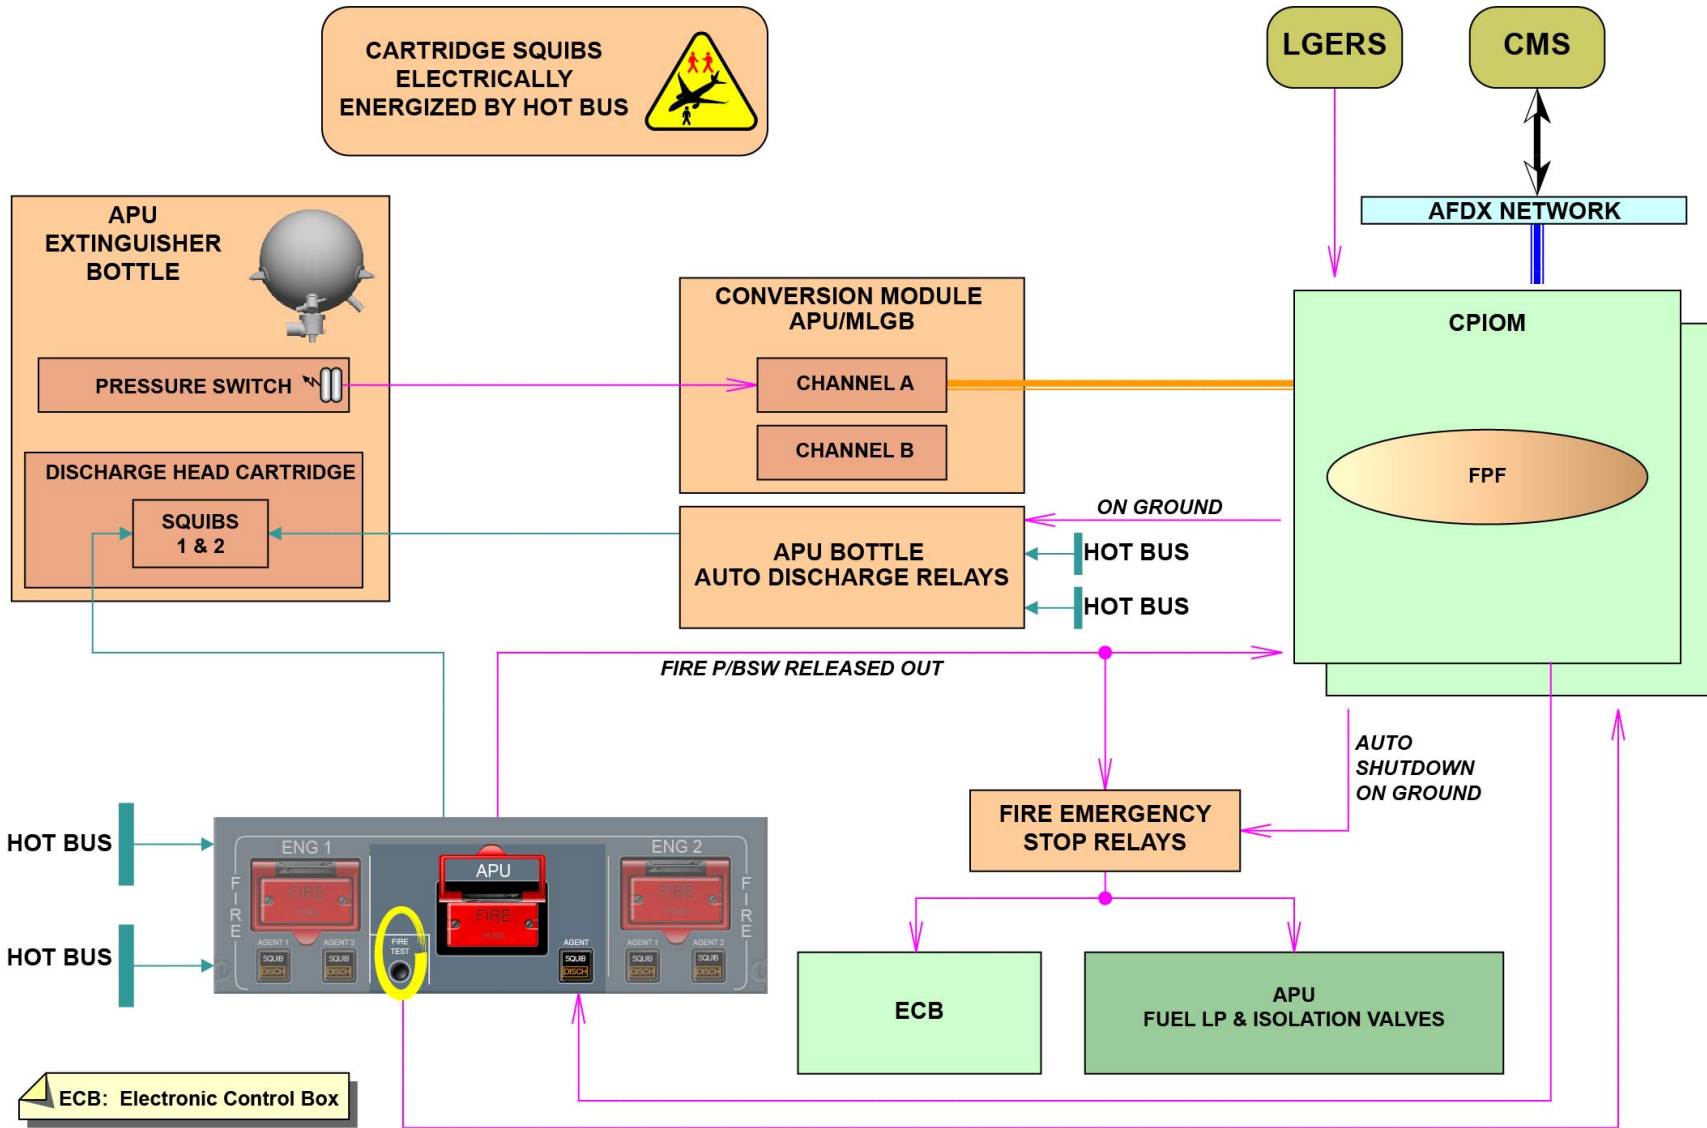 CARTRIDGE SQUIBS
ELECTRICALLY
ENERGIZED BY HOT BUS
LGERS
CMS
AFDX NETWORK
APU
EXTINGUISHER
BOTTLE
PRESSURE SWITCH
DISCHARGE HEAD CARTRIDGE
SQUIBS
1 & 2
CONVERSION MODULE
APU/MLGB
CHANNEL A
CHANNEL B
CPIOM
FPF
ON GROUND
APU BOTTLE
AUTO DISCHARGE RELAYS
HOT BUS
HOT BUS
FIRE P/BSW RELEASED OUT
AUTO
SHUTDOWN
ON GROUND
FIRE EMERGENCY
STOP RELAYS
HOT BUS
HOT BUS
FIRE
ENG 1
FIRE
AGENT 1
SQUIB
DISCH
AGENT 2
SQUIB
DISCH
FIRE
TEST
APU
FIRE
PUSH
AGENT
SQUIB
DISCH
ENG 2
FIRE
AGENT 1
SQUIB
DISCH
AGENT 2
SQUIB
DISCH
FIRE
ECB
APU
FUEL LP & ISOLATION VALVES
ECB: Electronic Control Box